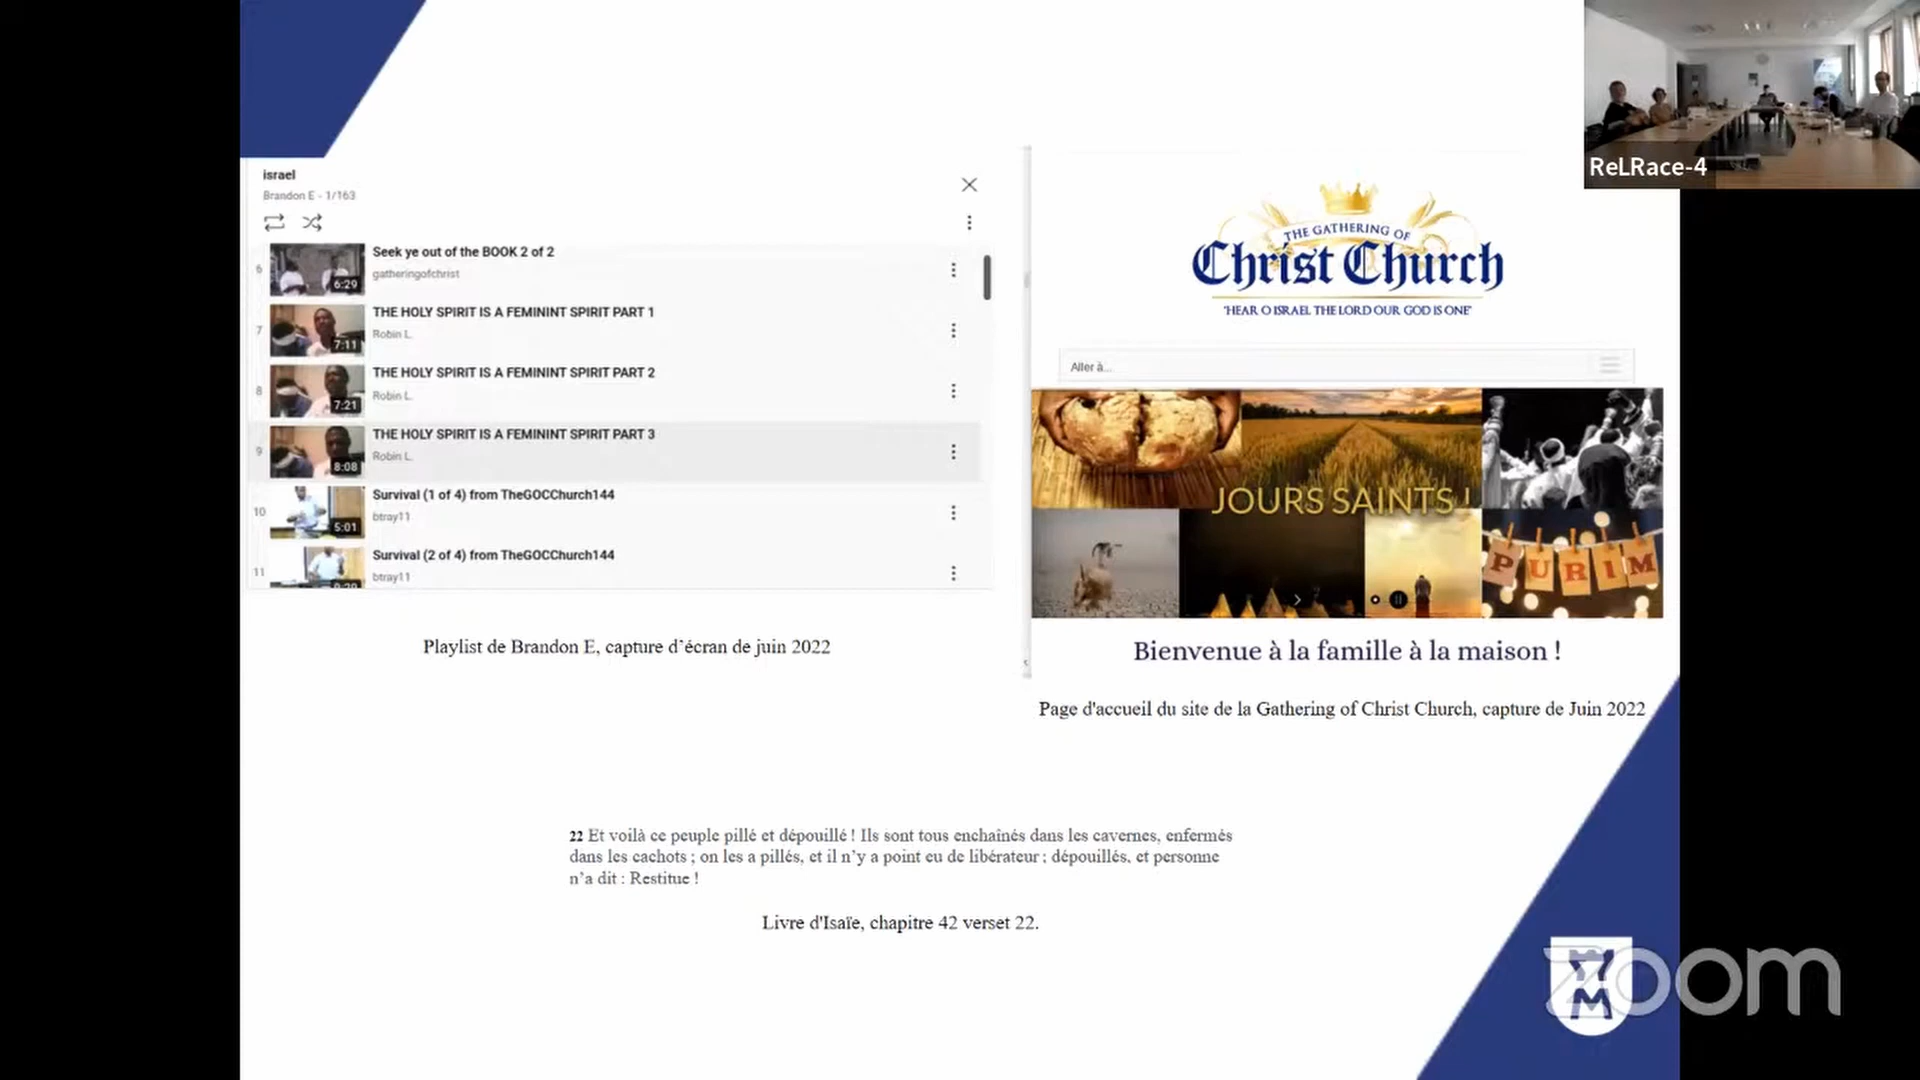 israel
Brandon E - 1/163
6
Seek ye out of the BOOK 2 of 2
gatheringofchrist
6:29
7
THE HOLY SPIRIT IS A FEMININT SPIRIT PART 1
Robin L.
7:11
8
THE HOLY SPIRIT IS A FEMININT SPIRIT PART 2
Robin L.
7:21
9
THE HOLY SPIRIT IS A FEMININT SPIRIT PART 3
Robin L.
8:08
10
Survival (1 of 4) from TheGOCChurch144
btray11
5:01
11
Survival (2 of 4) from TheGOCChurch144
btray11
Playlist de Brandon E, capture d’écran de juin 2022
THE GATHERING OF
Christ Church
"HEAR O ISRAEL THE LORD OUR GOD IS ONE"
Aller à...
JOURS SAINTS !
PURIM
Bienvenue à la famille à la maison !
Page d'accueil du site de la Gathering of Christ Church, capture de Juin 2022
22 Et voilà ce peuple pillé et dépouillé ! Ils sont tous enchaînés dans les cavernes, enfermés
dans les cachots ; on les a pillés, et il n’y a point eu de libérateur ; dépouillés, et personne
n’a dit : Restitue !
Livre d'Isaïe, chapitre 42 verset 22.
ReLRace-4
zoom